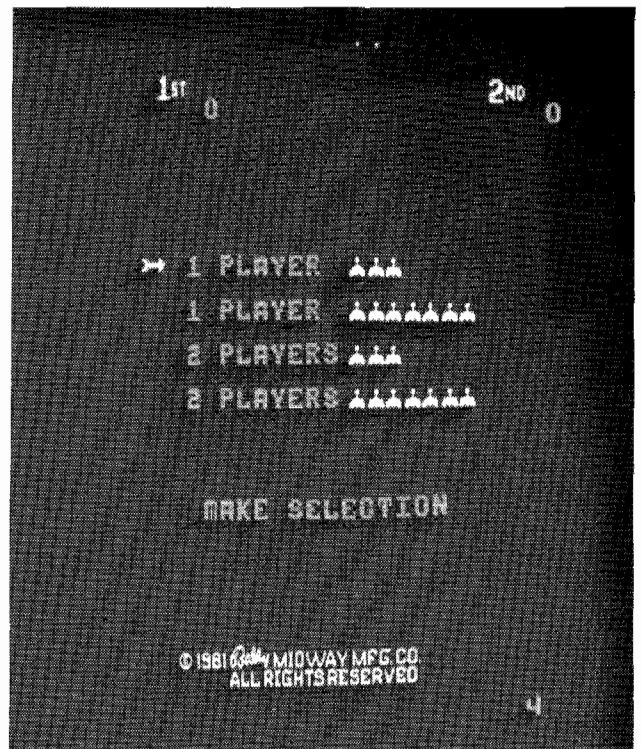 1ST 2ND
0 0
1 PLAYER
1 PLAYER
2 PLAYERS
2 PLAYERS
MAKE SELECTION
© 1981 Bally MIDWAY MFG. CO.
ALL RIGHTS RESERVED
4